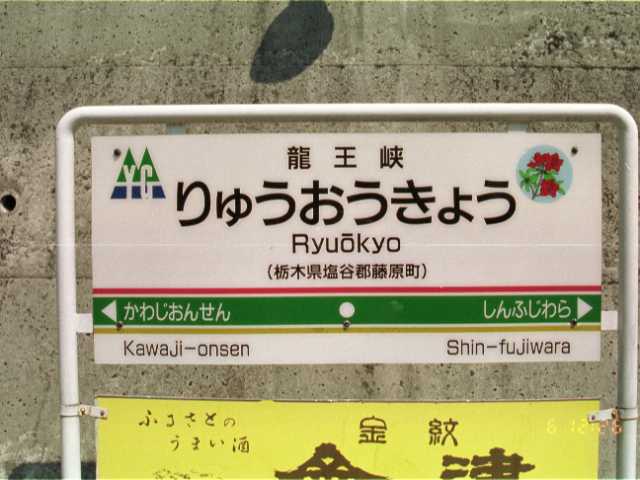 龍王峡
YC
りゅうおうきょう
Ryuōkyo
(栃木県塩谷郡藤原町)
かわじおんせん
しんふじわら
Kawaji-onsen
Shin-fujiwara
ふるさとの
うまい酒
金紋
会津